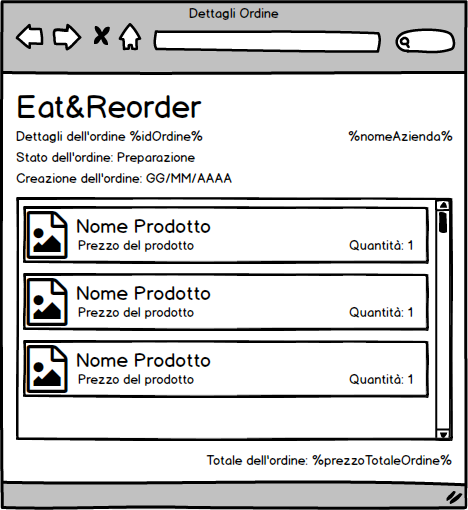 Dettagli Ordine
Eat&Reorder
Dettagli dell'ordine %idOrdine% %nomeAzienda%
Stato dell'ordine: Preparazione
Creazione dell'ordine: GG/MM/AAAA
Nome Prodotto
Prezzo del prodotto Quantità: 1
Nome Prodotto
Prezzo del prodotto Quantità: 1
Nome Prodotto
Prezzo del prodotto Quantità: 1
Totale dell'ordine: %prezzoTotaleOrdine%